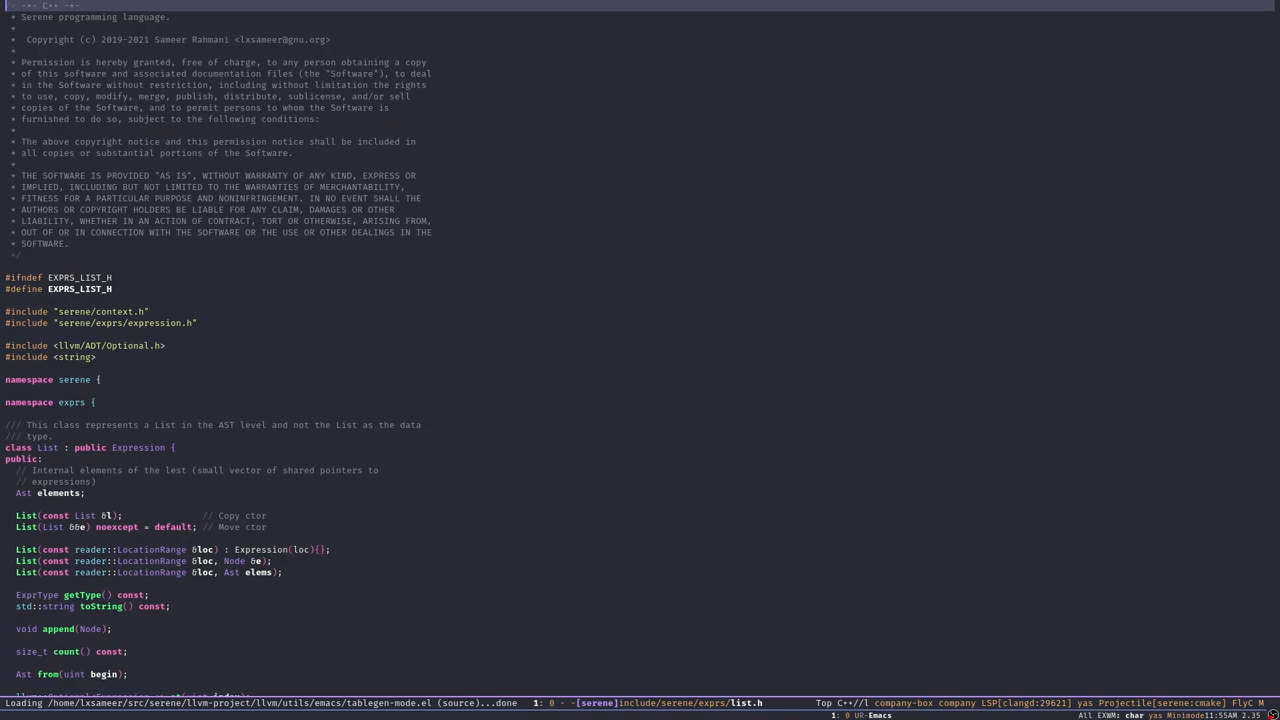 /* -*- C++ -*-
 * Serene programming language.
 *
 *  Copyright (c) 2019-2021 Sameer Rahmani <lxsameer@gnu.org>
 *
 * Permission is hereby granted, free of charge, to any person obtaining a copy
 * of this software and associated documentation files (the "Software"), to deal
 * in the Software without restriction, including without limitation the rights
 * to use, copy, modify, merge, publish, distribute, sublicense, and/or sell
 * copies of the Software, and to permit persons to whom the Software is
 * furnished to do so, subject to the following conditions:
 *
 * The above copyright notice and this permission notice shall be included in
 * all copies or substantial portions of the Software.
 *
 * THE SOFTWARE IS PROVIDED "AS IS", WITHOUT WARRANTY OF ANY KIND, EXPRESS OR
 * IMPLIED, INCLUDING BUT NOT LIMITED TO THE WARRANTIES OF MERCHANTABILITY,
 * FITNESS FOR A PARTICULAR PURPOSE AND NONINFRINGEMENT. IN NO EVENT SHALL THE
 * AUTHORS OR COPYRIGHT HOLDERS BE LIABLE FOR ANY CLAIM, DAMAGES OR OTHER
 * LIABILITY, WHETHER IN AN ACTION OF CONTRACT, TORT OR OTHERWISE, ARISING FROM,
 * OUT OF OR IN CONNECTION WITH THE SOFTWARE OR THE USE OR OTHER DEALINGS IN THE
 * SOFTWARE.
 */
#ifndef EXPRS_LIST_H
#define EXPRS_LIST_H
#include "serene/context.h"
#include "serene/exprs/expression.h"
#include <llvm/ADT/Optional.h>
#include <string>
namespace serene {
namespace exprs {
/// This class represents a List in the AST level and not the List as the data
/// type.
class List : public Expression {
public:
  // Internal elements of the lest (small vector of shared pointers to
  // expressions)
  Ast elements;
  List(const List &l);               // Copy ctor
  List(List &&e) noexcept = default; // Move ctor
  List(const reader::LocationRange &loc) : Expression(loc){};
  List(const reader::LocationRange &loc, Node &e);
  List(const reader::LocationRange &loc, Ast elems);
  ExprType getType() const;
  std::string toString() const;
  void append(Node);
  size_t count() const;
  Ast from(uint begin);
Loading /home/lxsameer/src/serene/llvm-project/llvm/utils/emacs/tablegen-mode.el (source)...done 1: 0 - -[serene]include/serene/exprs/list.h Top C++//l company-box company LSP[clangd:29621] yas Projectile[serene:cmake] FlyC M
1: 0 UR-Emacs All EXWM: char yas Minimode11:55AM 2.35